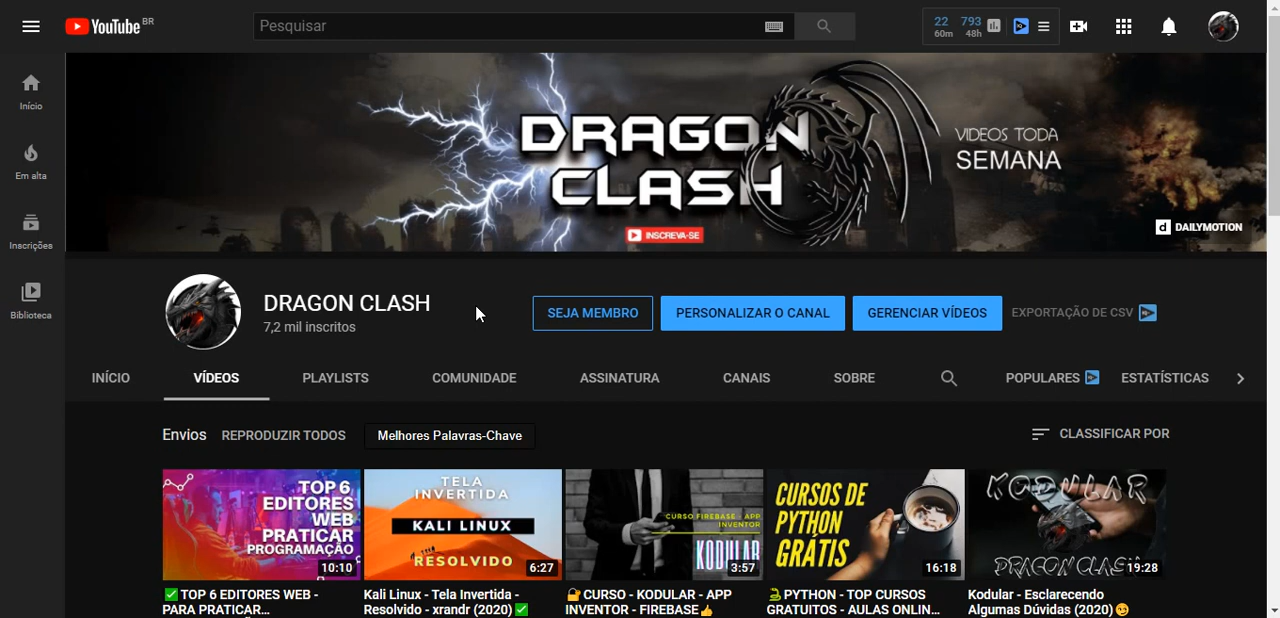 YouTube BR
Pesquisar
22 793
60m 48h
Início
Em alta
Inscrições
Biblioteca
DRAGON
CLASH
VIDEOS TODA
SEMANA
INSCREVA-SE
d DAILYMOTION
DRAGON CLASH
7,2 mil inscritos
SEJA MEMBRO
PERSONALIZAR O CANAL
GERENCIAR VÍDEOS
EXPORTAÇÃO DE CSV
INÍCIO
VÍDEOS
PLAYLISTS
COMUNIDADE
ASSINATURA
CANAIS
SOBRE
POPULARES
ESTATÍSTICAS
Envios
REPRODUZIR TODOS
Melhores Palavras-Chave
CLASSIFICAR POR
TOP 6
EDITORES
WEB
PRATICAR
PROGRAMAÇÃO
10:10
TELA
INVERTIDA
KALI LINUX
RESOLVIDO
6:27
CURSO FIREBASE - APP
INVENTOR
KODULAR
3:57
CURSOS DE
PYTHON
GRÁTIS
16:18
KODULAR
DRAGON CLASH
19:28
✅TOP 6 EDITORES WEB -
PARA PRATICAR...
Kali Linux - Tela Invertida -
Resolvido - xrandr (2020)✅
🔐CURSO - KODULAR - APP
INVENTOR - FIREBASE👍
🐍PYTHON - TOP CURSOS
GRATUITOS - AULAS ONLIN...
Kodular - Esclarecendo
Algumas Dúvidas (2020)😉